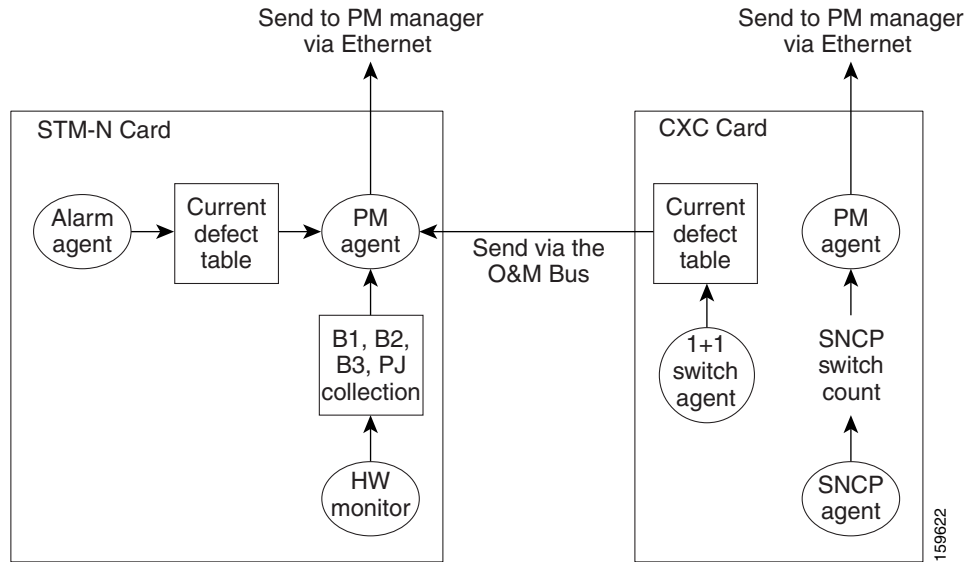 Send to PM manager
via Ethernet
Send to PM manager
via Ethernet
STM-N Card
CXC Card
Alarm
agent
Current
defect
table
PM
agent
Send via the
O&M Bus
Current
defect
table
PM
agent
B1, B2,
B3, PJ
collection
1+1
switch
agent
SNCP
switch
count
HW
monitor
SNCP
agent
159622